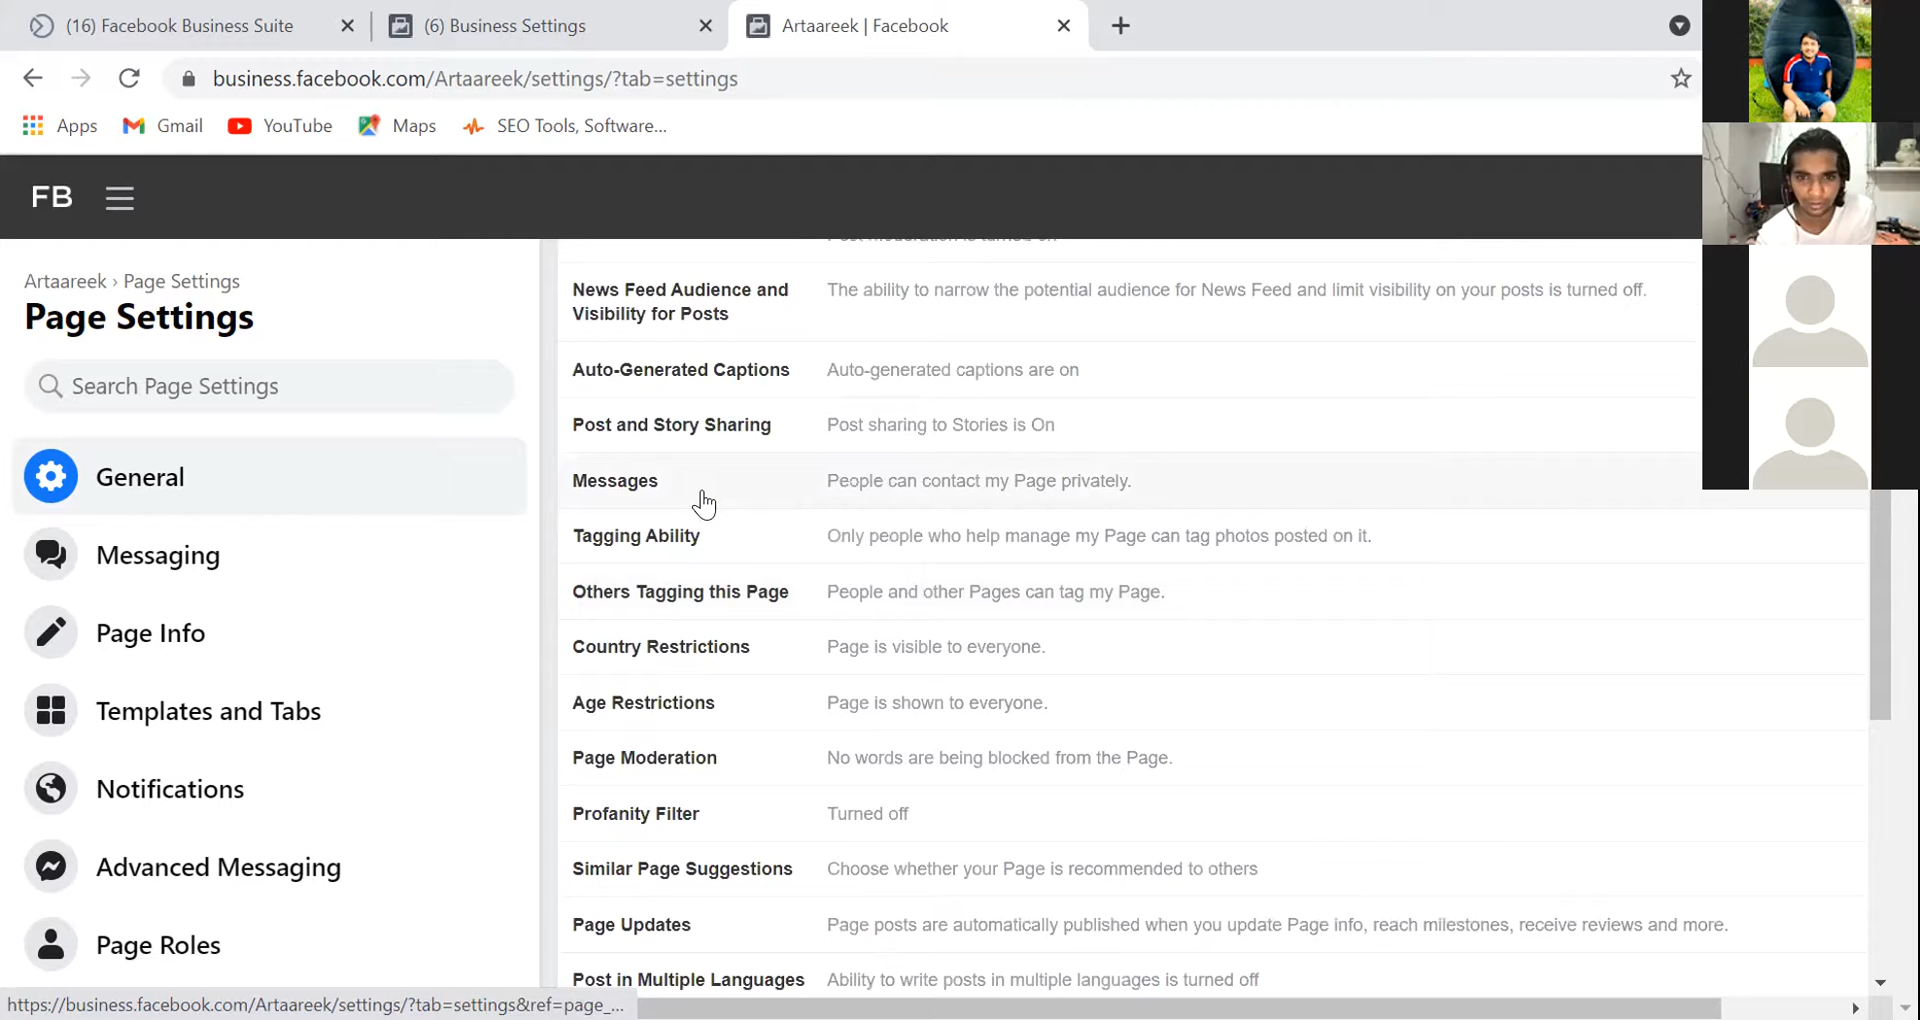 (16) Facebook Business Suite
(6) Business Settings
Artaareek | Facebook
business.facebook.com/Artaareek/settings/?tab=settings
Apps
Gmail
YouTube
Maps
SEO Tools, Software...
FB
Artaareek › Page Settings
Page Settings
Search Page Settings
General
Messaging
Page Info
Templates and Tabs
Notifications
Advanced Messaging
Page Roles
https://business.facebook.com/Artaareek/settings/?tab=settings&ref=page_...
Post moderation is turned on
News Feed Audience and Visibility for Posts
The ability to narrow the potential audience for News Feed and limit visibility on your posts is turned off.
Auto-Generated Captions
Auto-generated captions are on
Post and Story Sharing
Post sharing to Stories is On
Messages
People can contact my Page privately.
Tagging Ability
Only people who help manage my Page can tag photos posted on it.
Others Tagging this Page
People and other Pages can tag my Page.
Country Restrictions
Page is visible to everyone.
Age Restrictions
Page is shown to everyone.
Page Moderation
No words are being blocked from the Page.
Profanity Filter
Turned off
Similar Page Suggestions
Choose whether your Page is recommended to others
Page Updates
Page posts are automatically published when you update Page info, reach milestones, receive reviews and more.
Post in Multiple Languages
Ability to write posts in multiple languages is turned off